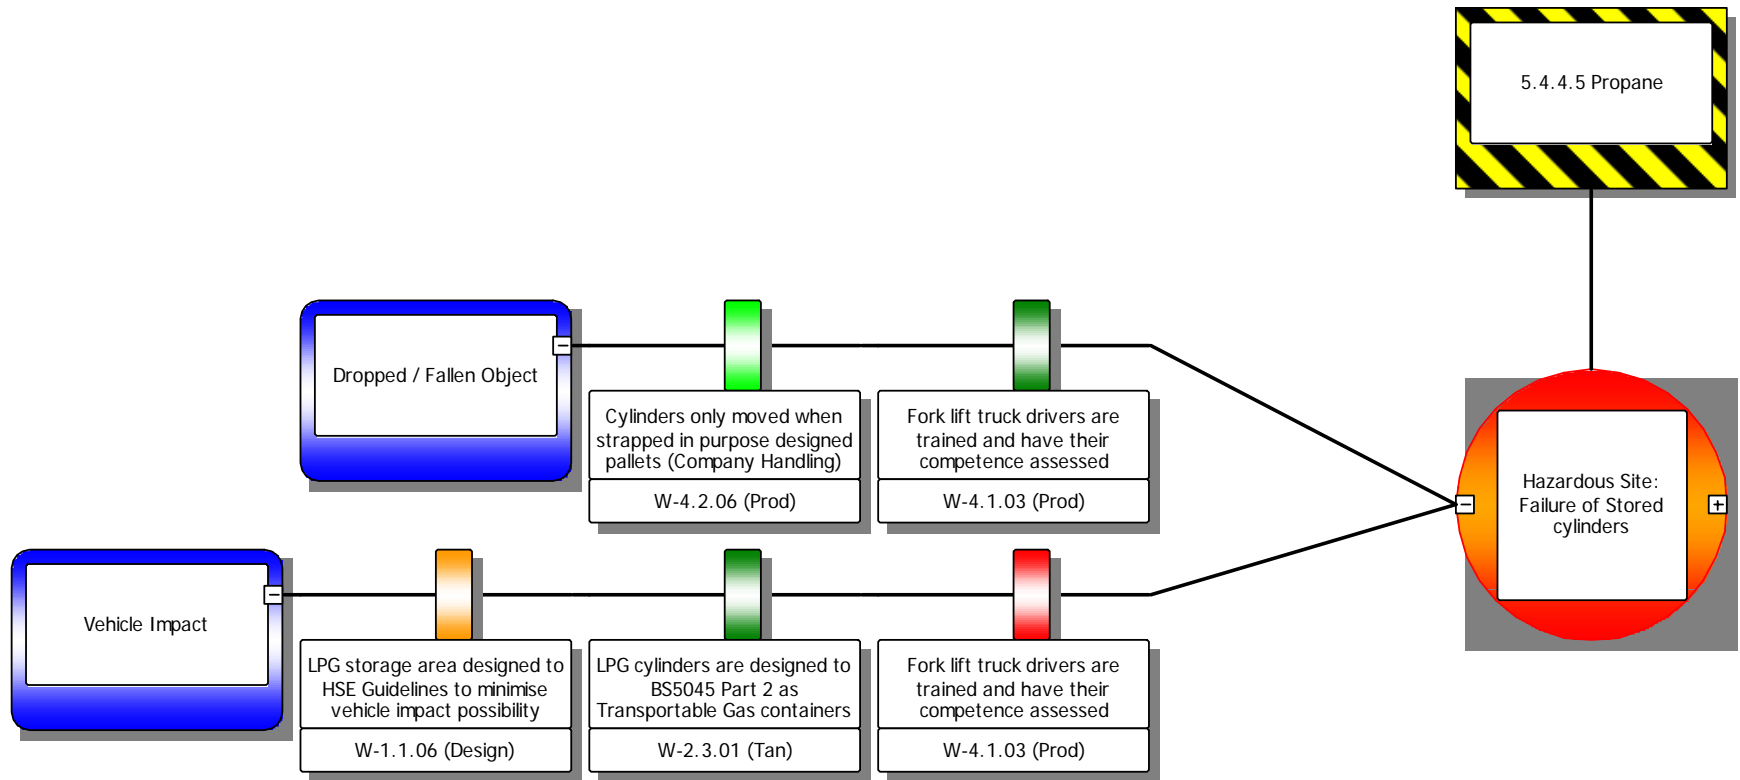 5.4.4.5 Propane
Dropped / Fallen Object
Cylinders only moved when
strapped in purpose designed
pallets (Company Handling)
W-4.2.06 (Prod)
Fork lift truck drivers are
trained and have their
competence assessed
W-4.1.03 (Prod)
Hazardous Site:
Failure of Stored
cylinders
Vehicle Impact
LPG storage area designed to
HSE Guidelines to minimise
vehicle impact possibility
W-1.1.06 (Design)
LPG cylinders are designed to
BS5045 Part 2 as
Transportable Gas containers
W-2.3.01 (Tan)
Fork lift truck drivers are
trained and have their
competence assessed
W-4.1.03 (Prod)